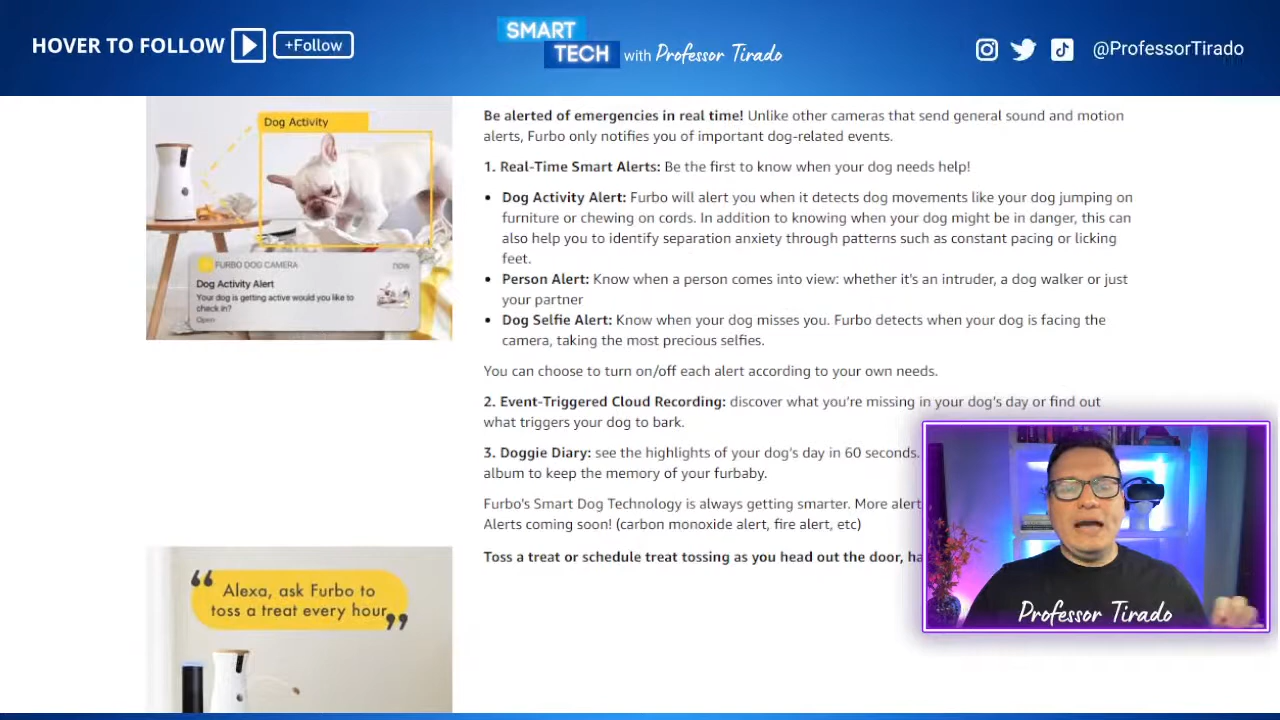 HOVER TO FOLLOW
+Follow
SMART
TECH with Professor Tirado
@ProfessorTirado
Dog Activity
FURBO DOG CAMERA now
Dog Activity Alert
Your dog is getting active would you like to
check in?
Open
Be alerted of emergencies in real time! Unlike other cameras that send general sound and motion
alerts, Furbo only notifies you of important dog-related events.
1. Real-Time Smart Alerts: Be the first to know when your dog needs help!
• Dog Activity Alert: Furbo will alert you when it detects dog movements like your dog jumping on
furniture or chewing on cords. In addition to knowing when your dog might be in danger, this can
also help you to identify separation anxiety through patterns such as constant pacing or licking
feet.
• Person Alert: Know when a person comes into view: whether it's an intruder, a dog walker or just
your partner
• Dog Selfie Alert: Know when your dog misses you. Furbo detects when your dog is facing the
camera, taking the most precious selfies.
You can choose to turn on/off each alert according to your own needs.
2. Event-Triggered Cloud Recording: discover what you're missing in your dog's day or find out
what triggers your dog to bark.
3. Doggie Diary: see the highlights of your dog's day in 60 seconds.
album to keep the memory of your furbaby.
Furbo's Smart Dog Technology is always getting smarter. More alert
Alerts coming soon! (carbon monoxide alert, fire alert, etc)
Toss a treat or schedule treat tossing as you head out the door, ha
“Alexa, ask Furbo to
toss a treat every hour„
Professor Tirado